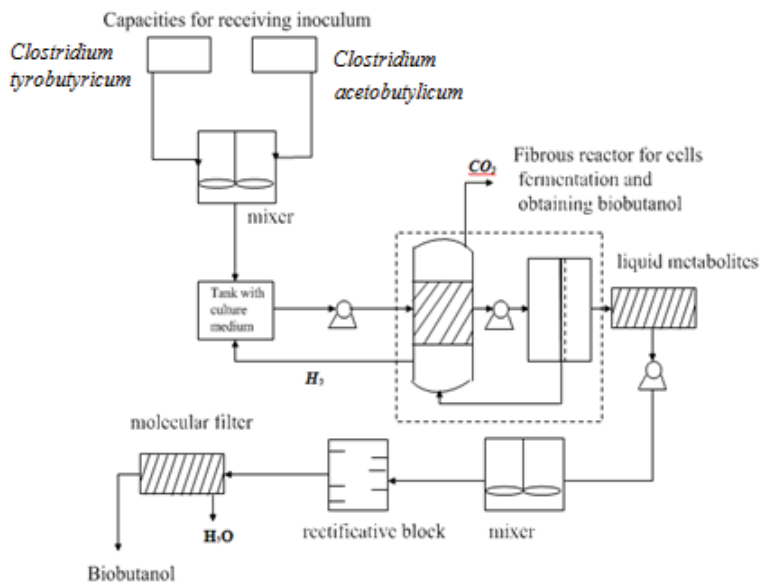 Capacities for receiving inoculum
Clostridium
tyrobutyricum
Clostridium
acetobutylicum
mixer
CO2
Fibrous reactor for cells
fermentation and
obtaining biobutanol
liquid metabolites
Tank with
culture
medium
H2
molecular filter
H2O
rectificative block
mixer
Biobutanol